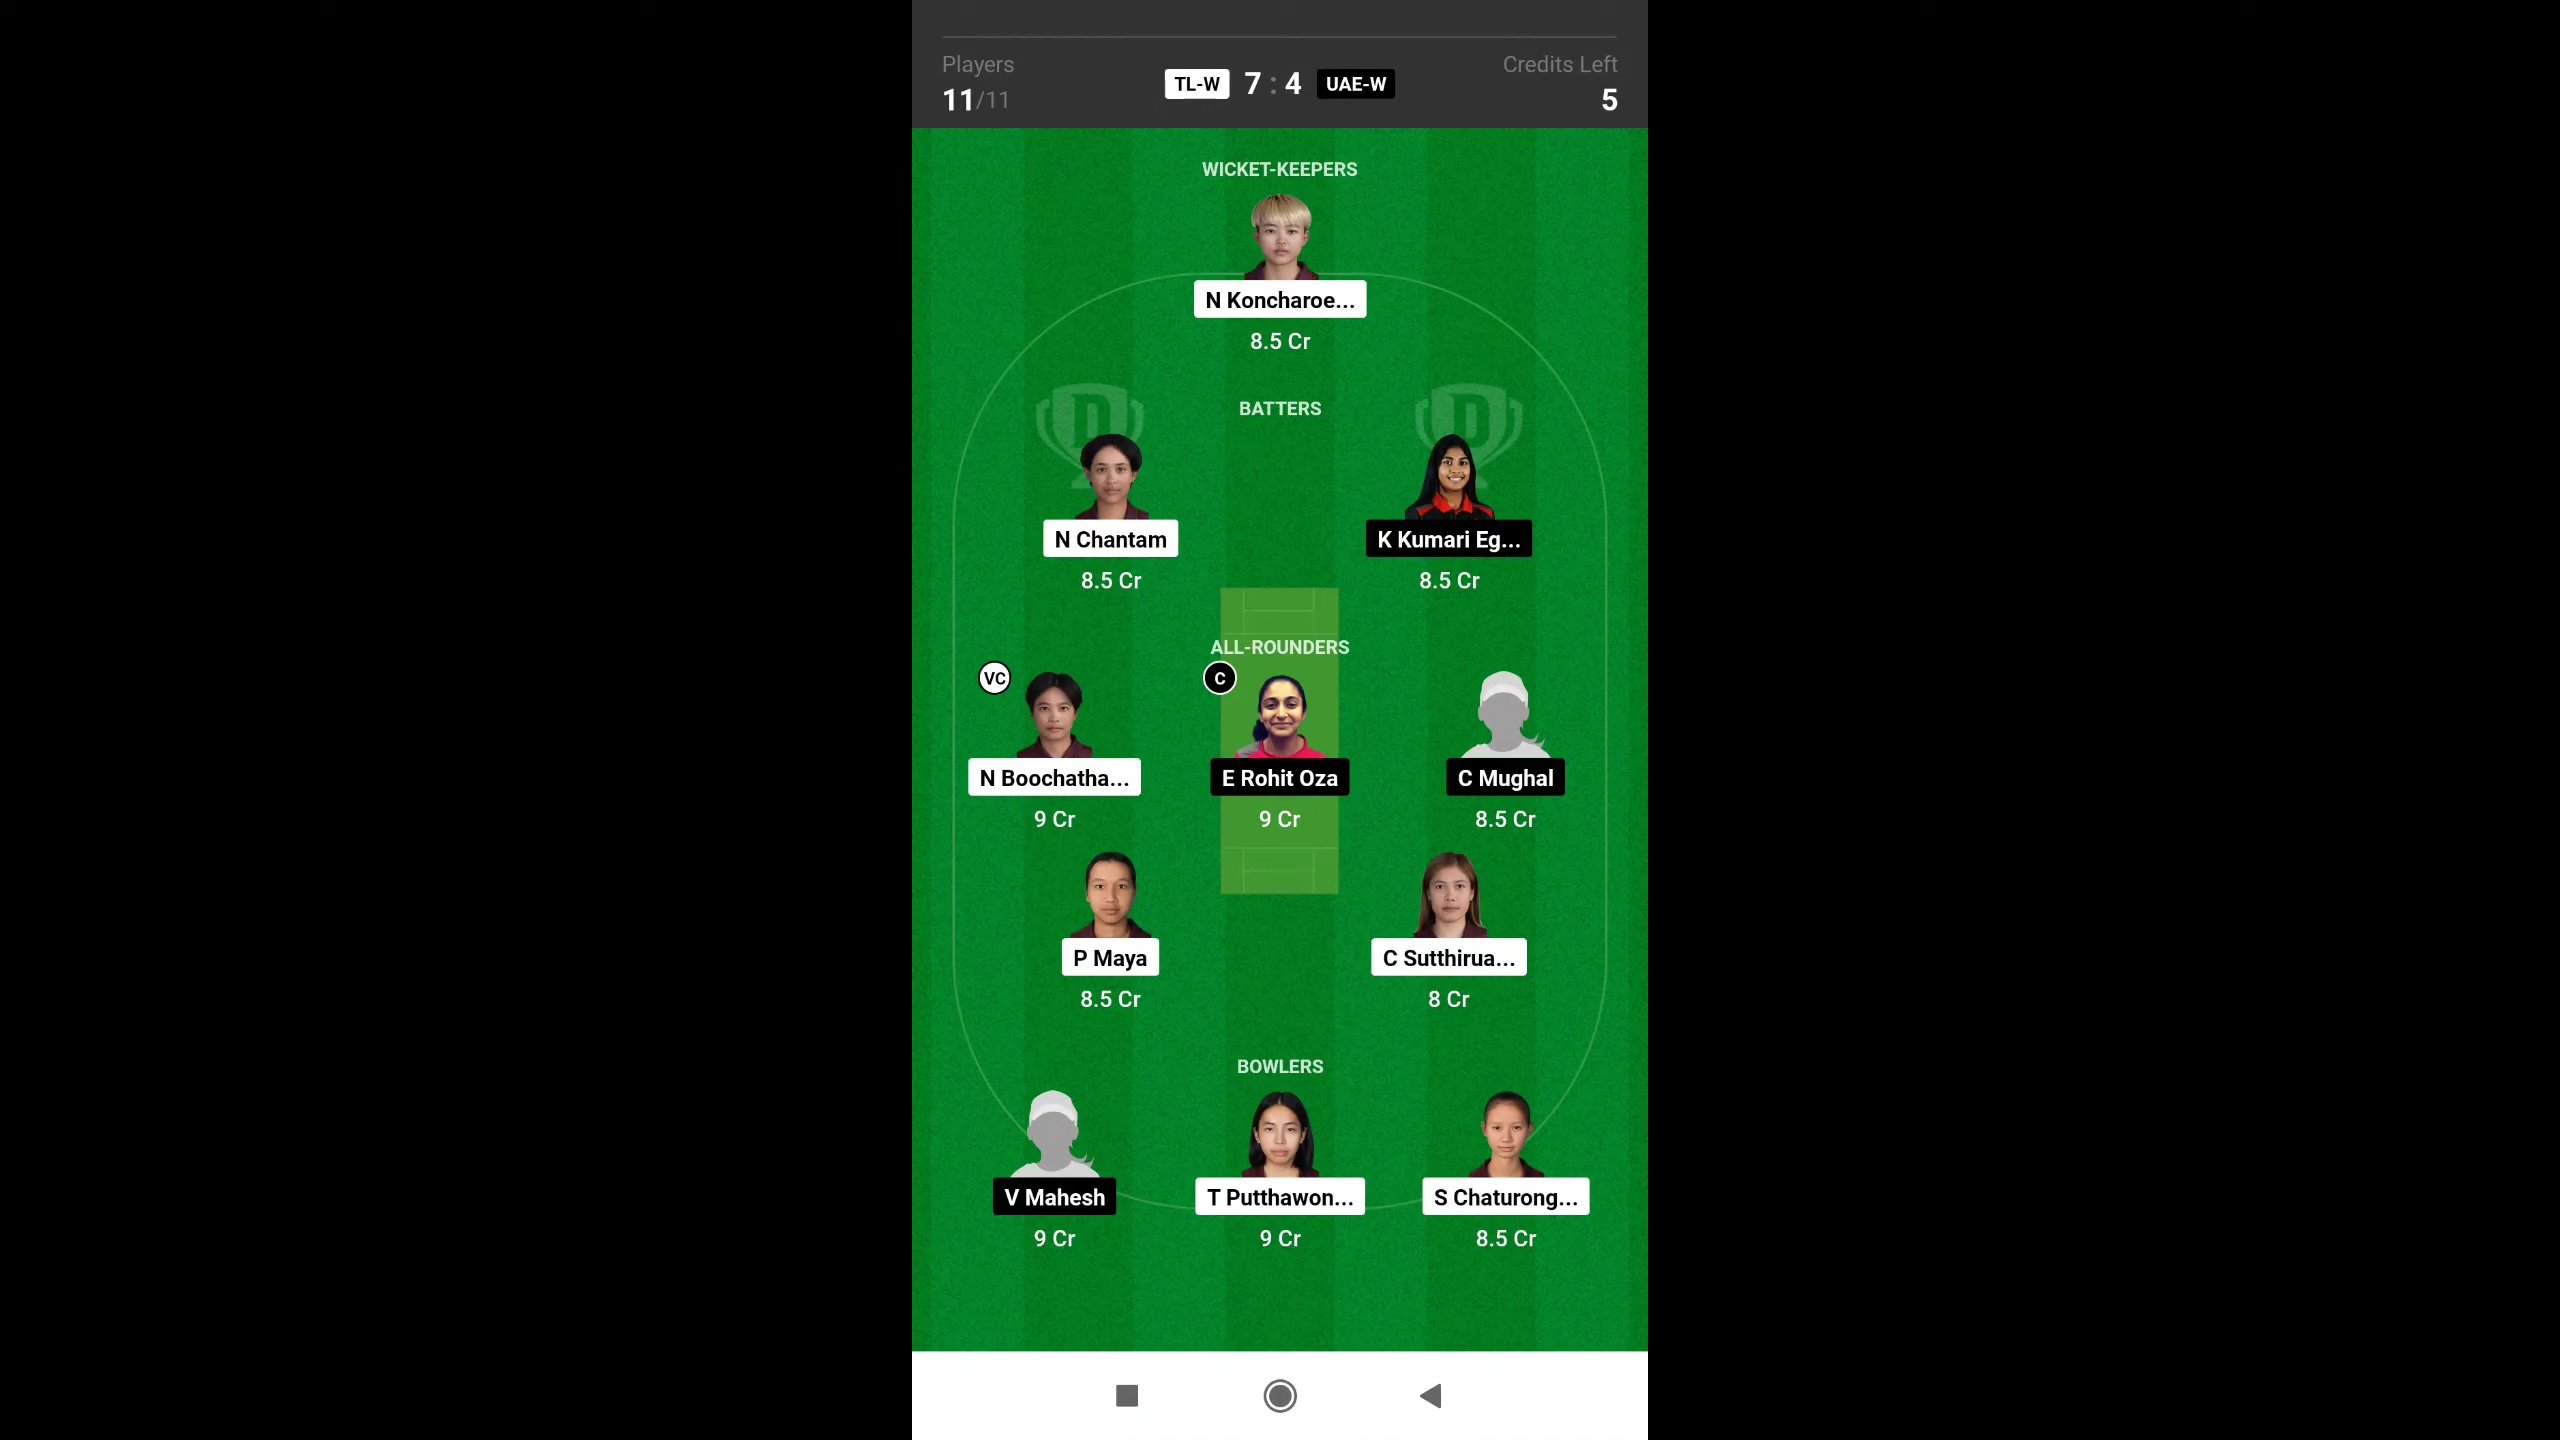 Players
Credits Left
11/11
TL-W 7 : 4 UAE-W
5
WICKET-KEEPERS
N Koncharoe...
8.5 Cr
BATTERS
N Chantam
K Kumari Eg...
8.5 Cr
8.5 Cr
ALL-ROUNDERS
VC
C
N Boochatha...
E Rohit Oza
C Mughal
9 Cr
9 Cr
8.5 Cr
P Maya
C Sutthirua...
8.5 Cr
8 Cr
BOWLERS
V Mahesh
T Putthawon...
S Chaturong...
9 Cr
9 Cr
8.5 Cr